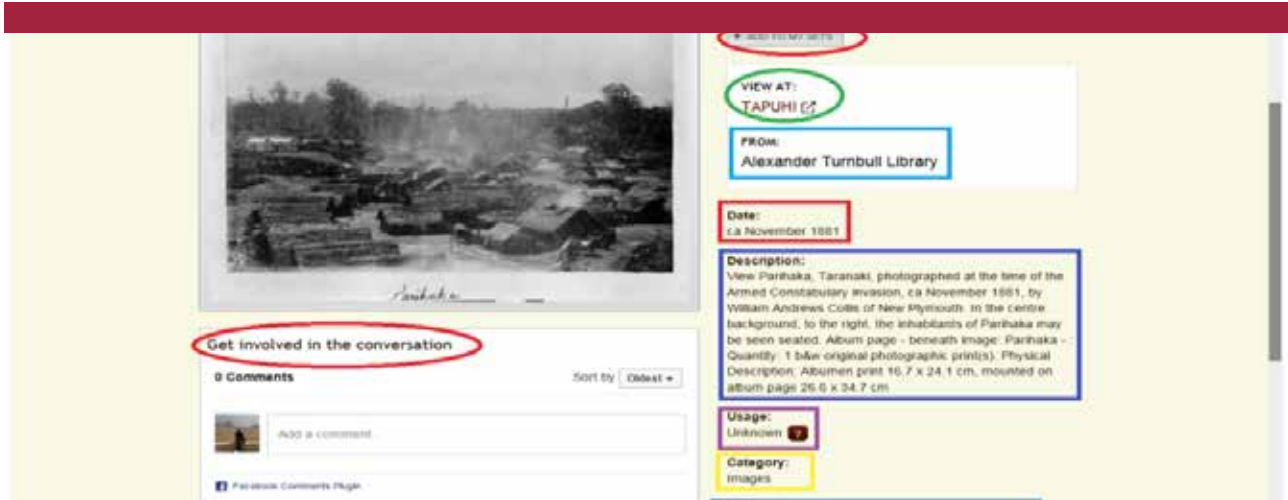 + ADD TO MY SETS
VIEW AT:
TAPUHI
FROM:
Alexander Turnbull Library
Date:
ca November 1881
Description:
View Parihaka, Taranaki, photographed at the time of the
Armed Constabulary invasion, ca November 1881, by
William Andrews Collis of New Plymouth. In the centre
background, to the right, the inhabitants of Parihaka may
be seen seated. Album page - beneath image: Parihaka -
Quantity: 1 b&w original photographic print(s). Physical
Description: Albumen print 16.7 x 24.1 cm, mounted on
album page 26.6 x 34.7 cm
Usage:
Unknown ?
Category:
Images
Parihaka
Get involved in the conversation
0 Comments
Sort by Oldest
Add a comment...
Facebook Comments Plugin